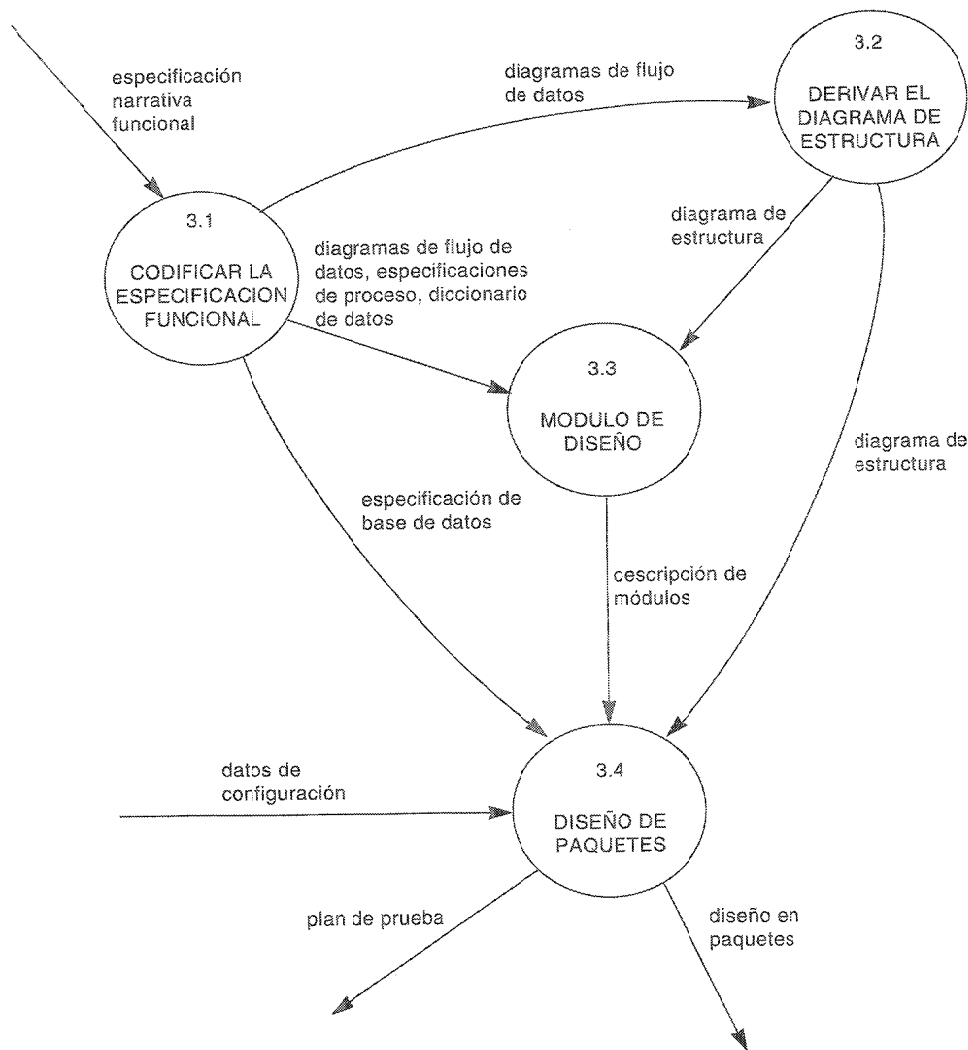 3.2
DERIVAR EL
DIAGRAMA DE
ESTRUCTURA
diagramas de flujo
de datos
especificación
narrativa
funcional
3.1
CODIFICAR LA
ESPECIFICACION
FUNCIONAL
diagramas de flujo de
datos, especificaciones
de proceso, diccionario
de datos
diagrama de
estructura
3.3
MODULO DE
DISEÑO
diagrama de
estructura
especificación de
base de datos
cescripción de
módulos
3.4
DISEÑO DE
PAQUETES
datos de
configuración
plan de prueba
diseño en
paquetes